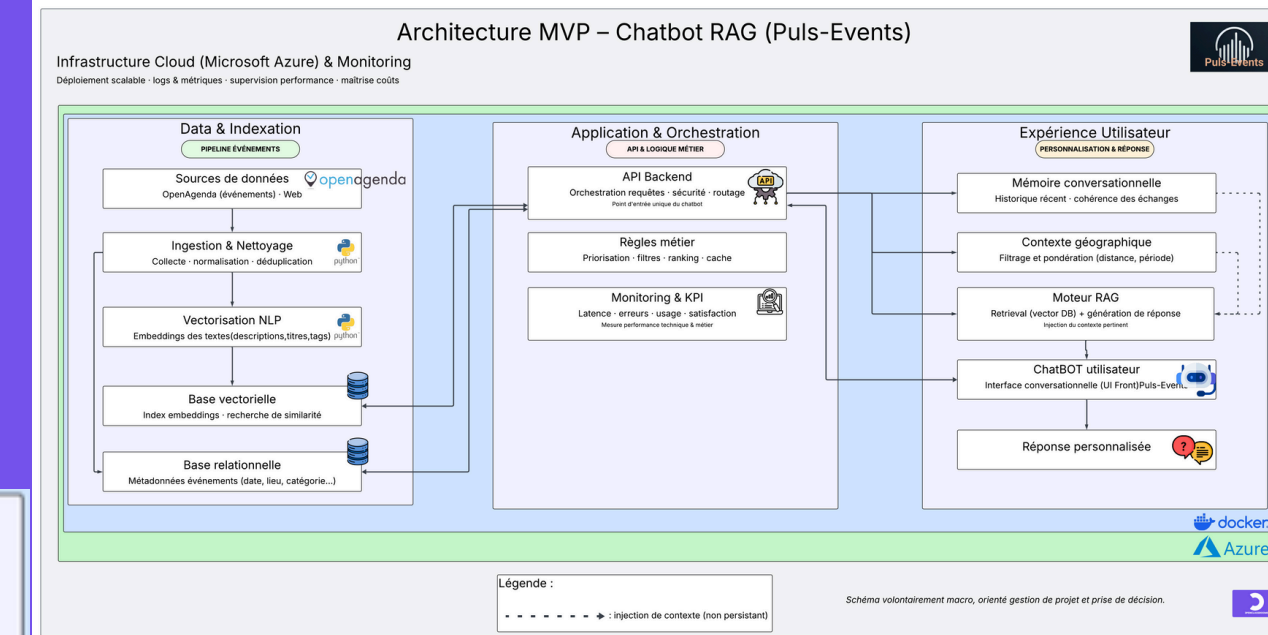 Architecture MVP – Chatbot RAG (Puls-Events)
Puls-Events
Infrastructure Cloud (Microsoft Azure) & Monitoring
Déploiement scalable · logs & métriques · supervision performance · maîtrise coûts
Data & Indexation
PIPELINE ÉVÉNEMENTS
Sources de données
openagenda
OpenAgenda (événements) · Web
Ingestion & Nettoyage
Collecte · normalisation · déduplication
python
Vectorisation NLP
Embeddings des textes(descriptions,titres,tags)
python
Base vectorielle
Index embeddings · recherche de similarité
Base relationnelle
Métadonnées événements (date, lieu, catégorie...)
Application & Orchestration
API & LOGIQUE MÉTIER
API Backend
API
Orchestration requêtes · sécurité · routage
Point d'entrée unique du chatbot
Règles métier
Priorisation · filtres · ranking · cache
Monitoring & KPI
Latence · erreurs · usage · satisfaction
Mesure performance technique & métier
Expérience Utilisateur
PERSONNALISATION & RÉPONSE
Mémoire conversationnelle
Historique récent · cohérence des échanges
Contexte géographique
Filtrage et pondération (distance, période)
Moteur RAG
Retrieval (vector DB) + génération de réponse
Injection du contexte pertinent
ChatBOT utilisateur
Interface conversationnelle (UI Front)Puls-Events
Réponse personnalisée
?
docker
Azure
Légende :
: injection de contexte (non persistant)
Schéma volontairement macro, orienté gestion de projet et prise de décision.